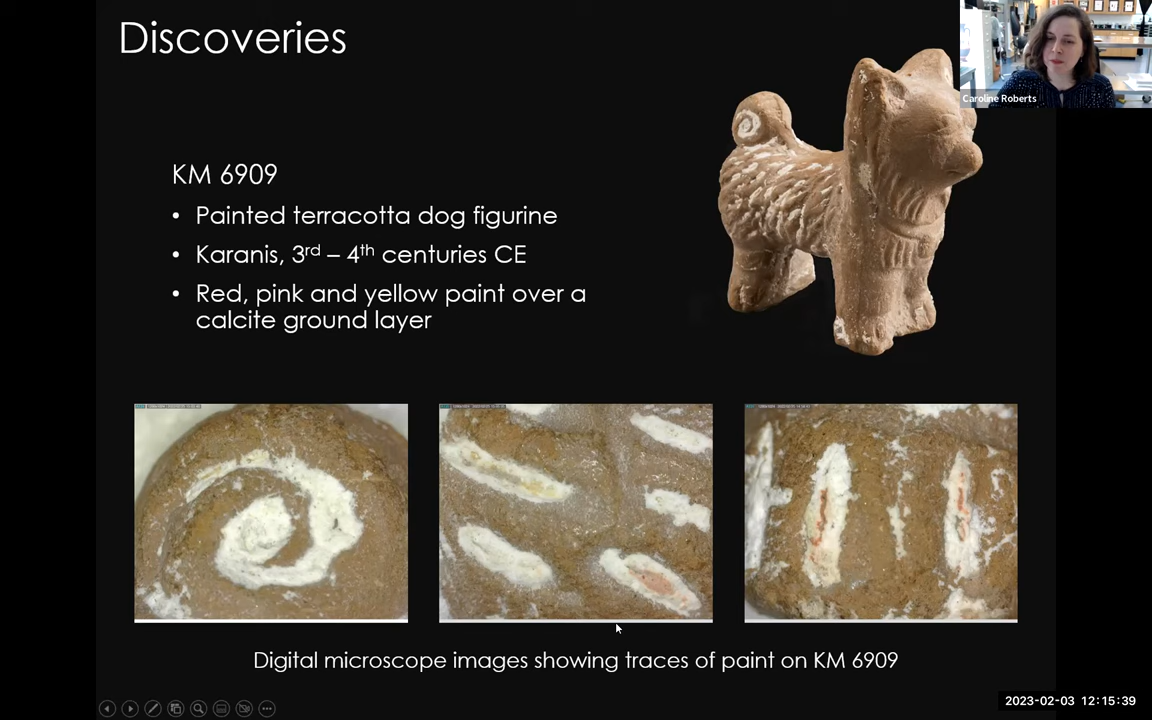 Discoveries
Caroline Roberts
KM 6909
• Painted terracotta dog figurine
• Karanis, 3rd – 4th centuries CE
• Red, pink and yellow paint over a
calcite ground layer
Digital microscope images showing traces of paint on KM 6909
2023-02-03 12:15:39